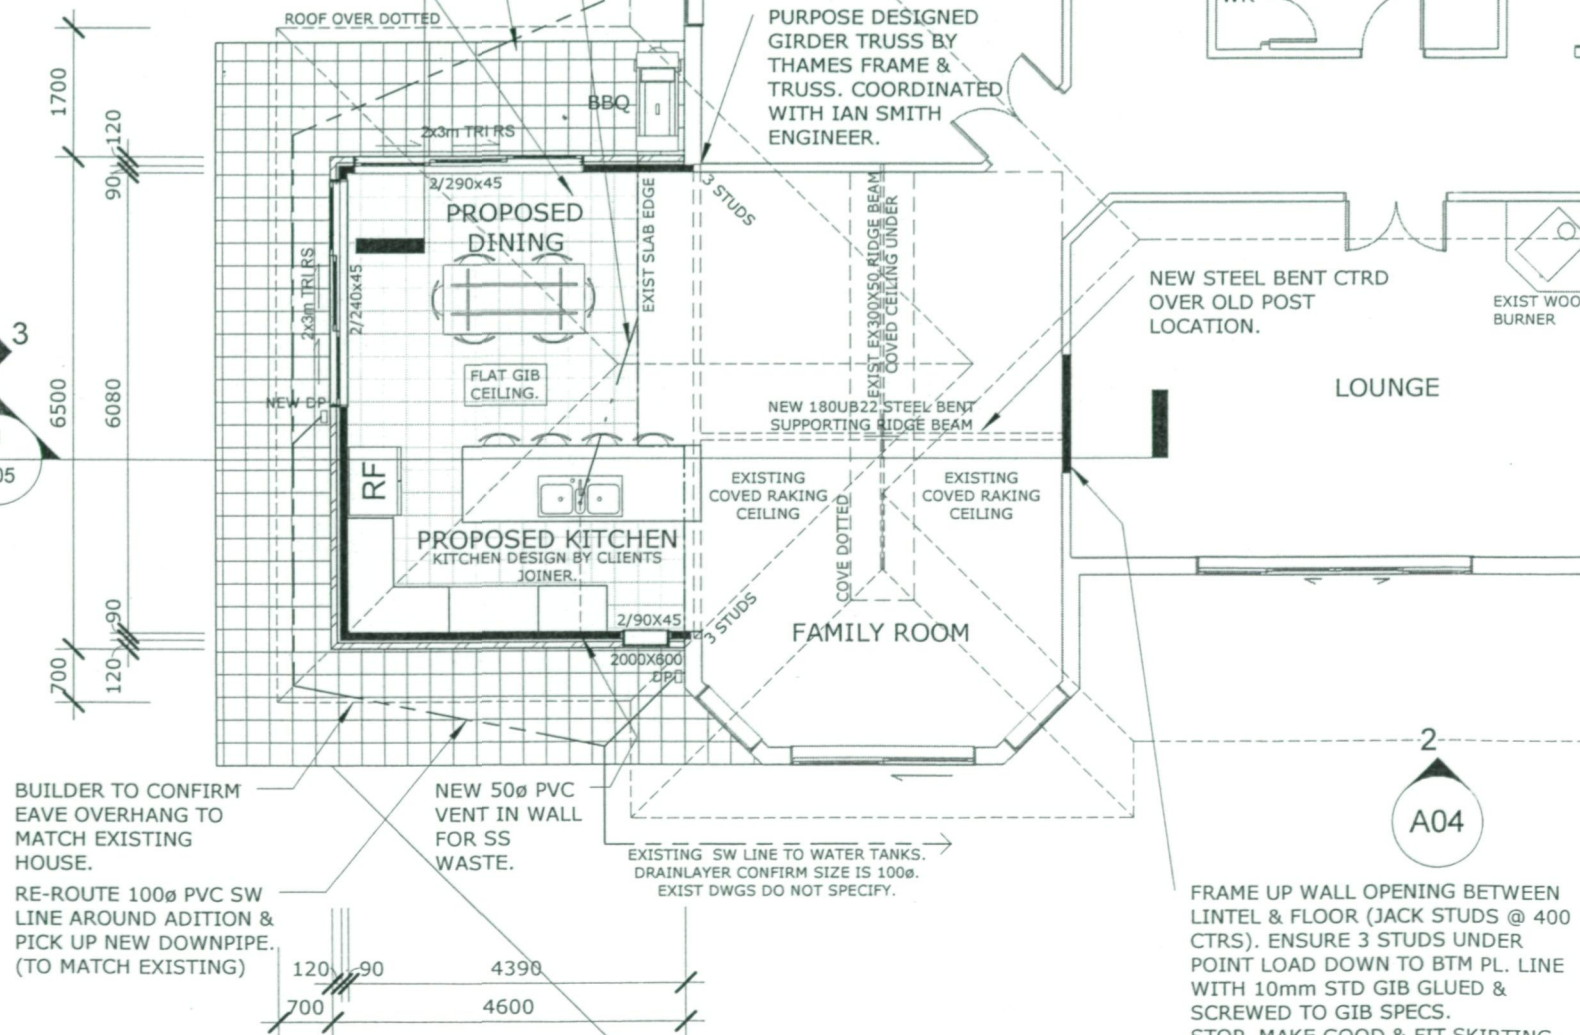 ROOF OVER DOTTED
PURPOSE DESIGNED
GIRDER TRUSS BY
THAMES FRAME &
TRUSS. COORDINATED
WITH IAN SMITH
ENGINEER.
1700
120
90
BBQ
2x3m TRI RS
2/290x45
PROPOSED
DINING
EXIST SLAB EDGE
3 STUDS
EXIST EX300X50 RIDGE BEAM
COVED CEILING UNDER
2x3m TRI RS
2/240x45
NEW STEEL BENT CTRD
OVER OLD POST
LOCATION.
EXIST WOO
BURNER
3
05
6500
6080
FLAT GIB
CEILING.
NEW DP
LOUNGE
NEW 180UB22 STEEL BENT
SUPPORTING RIDGE BEAM
RF
EXISTING
COVED RAKING
CEILING
EXISTING
COVED RAKING
CEILING
COVE DOTTED
PROPOSED KITCHEN
KITCHEN DESIGN BY CLIENTS
JOINER.
2/90X45
3 STUDS
FAMILY ROOM
2000X600
DP
90
700
120
2
A04
BUILDER TO CONFIRM
EAVE OVERHANG TO
MATCH EXISTING
HOUSE.
NEW 50ø PVC
VENT IN WALL
FOR SS
WASTE.
EXISTING SW LINE TO WATER TANKS.
DRAINLAYER CONFIRM SIZE IS 100ø.
EXIST DWGS DO NOT SPECIFY.
RE-ROUTE 100ø PVC SW
LINE AROUND ADITION &
PICK UP NEW DOWNPIPE.
(TO MATCH EXISTING)
120
90
4390
700
4600
FRAME UP WALL OPENING BETWEEN
LINTEL & FLOOR (JACK STUDS @ 400
CTRS). ENSURE 3 STUDS UNDER
POINT LOAD DOWN TO BTM PL. LINE
WITH 10mm STD GIB GLUED &
SCREWED TO GIB SPECS.
STOP, MAKE GOOD & FIT SKIRTING